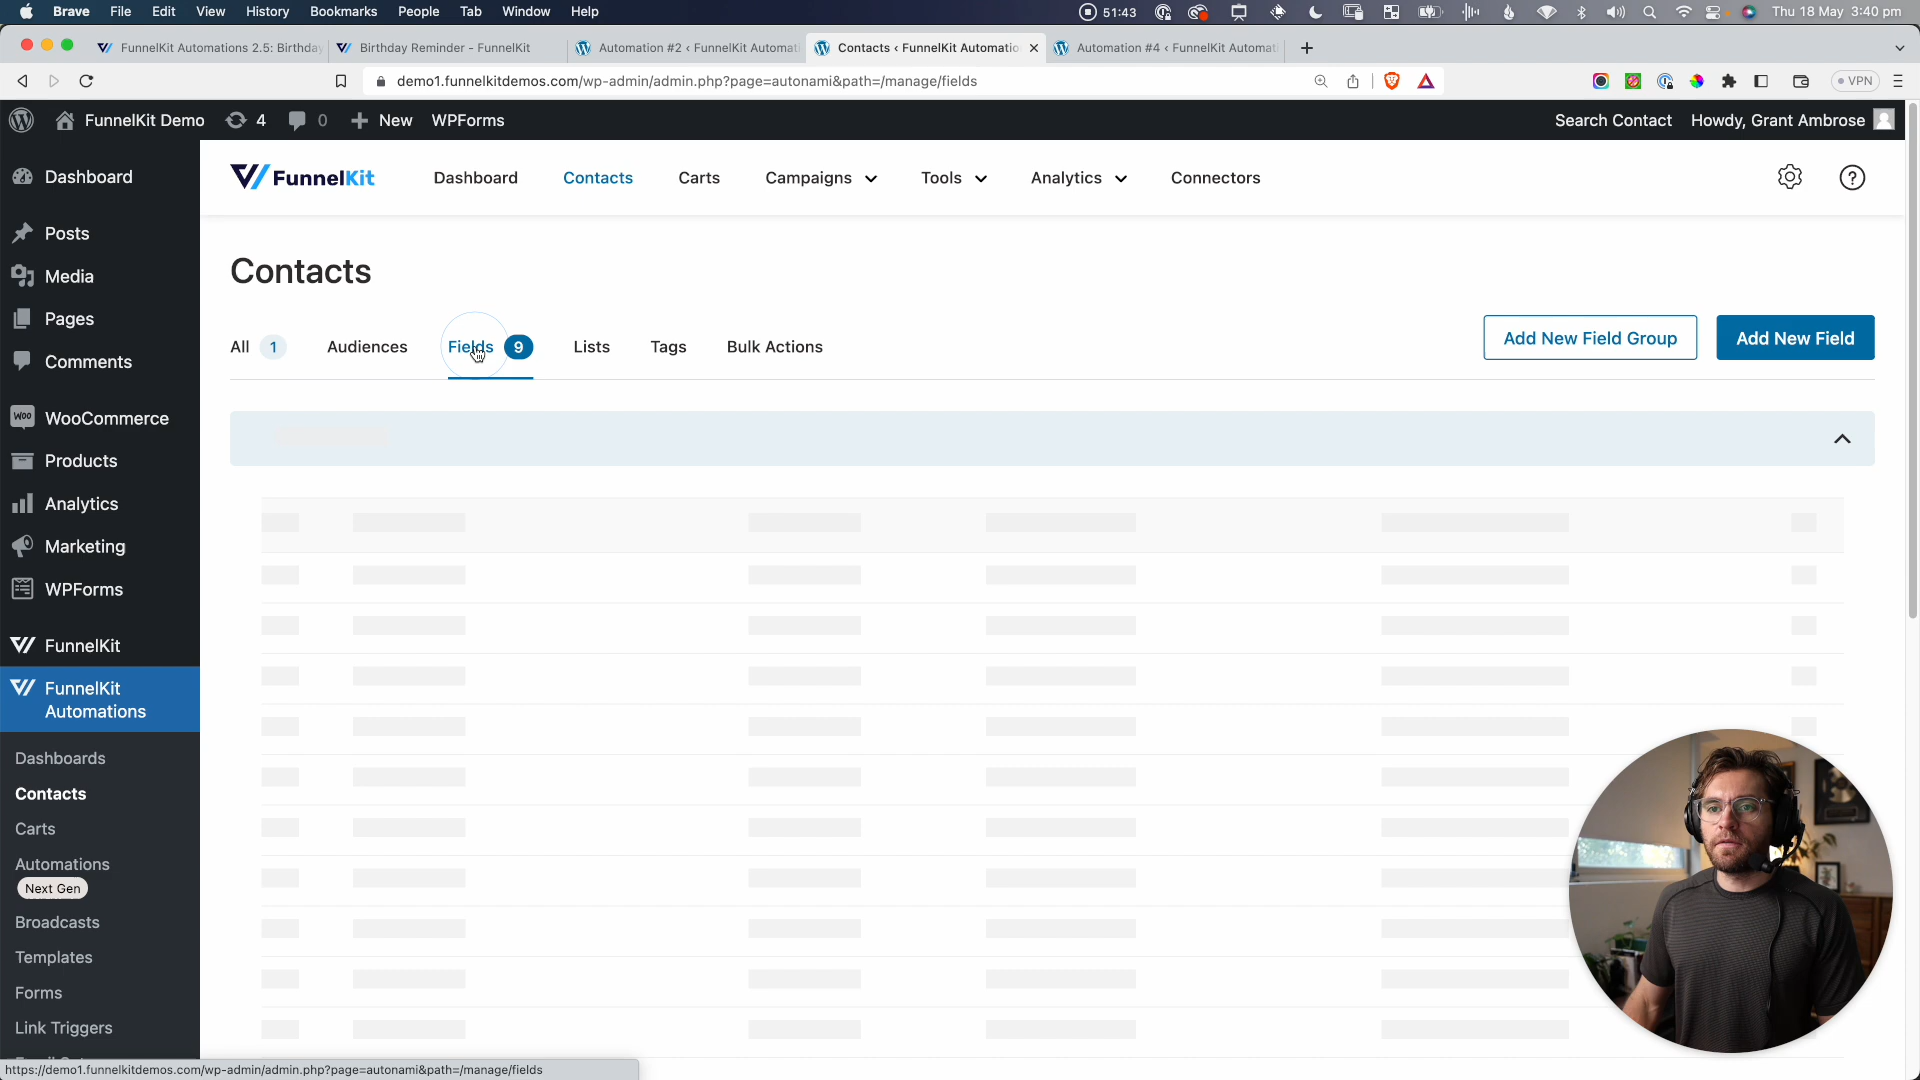 Brave File Edit View History Bookmarks People Tab Window Help 51:43 Thu 18 May 3:40 pm
FunnelKit Automations 2.5: Birthday Birthday Reminder - FunnelKit Automation #2 ‹ FunnelKit Automat Contacts ‹ FunnelKit Automatio Automation #4 ‹ FunnelKit Automat
demo1.funnelkitdemos.com/wp-admin/admin.php?page=autonami&path=/manage/fields VPN
FunnelKit Demo 4 0 New WPForms Search Contact Howdy, Grant Ambrose
Dashboard
Posts
Media
Pages
Comments
WooCommerce
Products
Analytics
Marketing
WPForms
FunnelKit
FunnelKit
Automations
Dashboards
Contacts
Carts
Automations
Next Gen
Broadcasts
Templates
Forms
Link Triggers
FunnelKit Dashboard Contacts Carts Campaigns Tools Analytics Connectors
Contacts
All 1 Audiences Fields 9 Lists Tags Bulk Actions
Add New Field Group Add New Field
https://demo1.funnelkitdemos.com/wp-admin/admin.php?page=autonami&path=/manage/fields